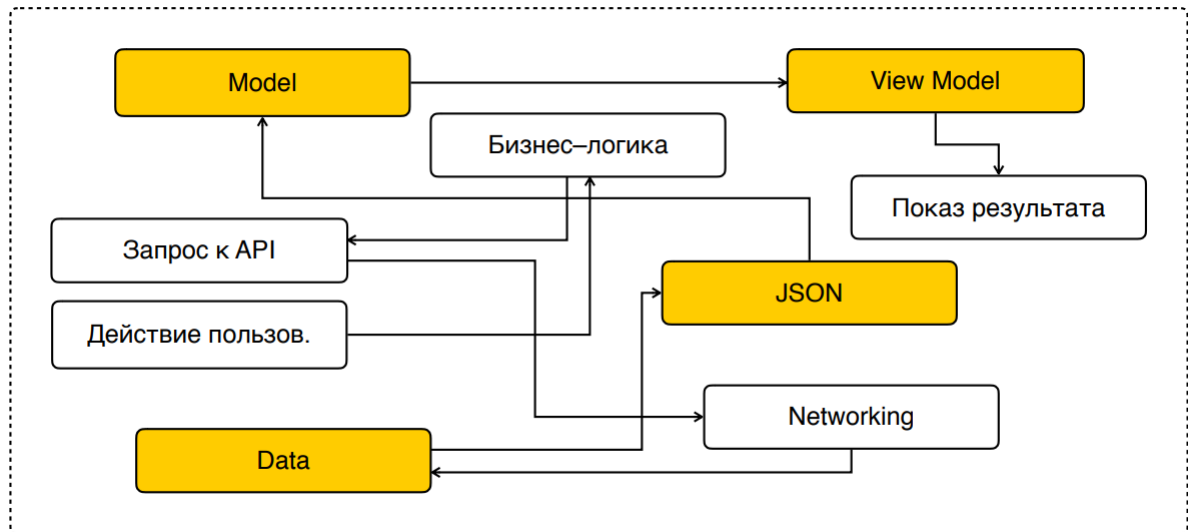 Model
View Model
Бизнес–логика
Показ результата
Запрос к API
JSON
Действие пользов.
Networking
Data